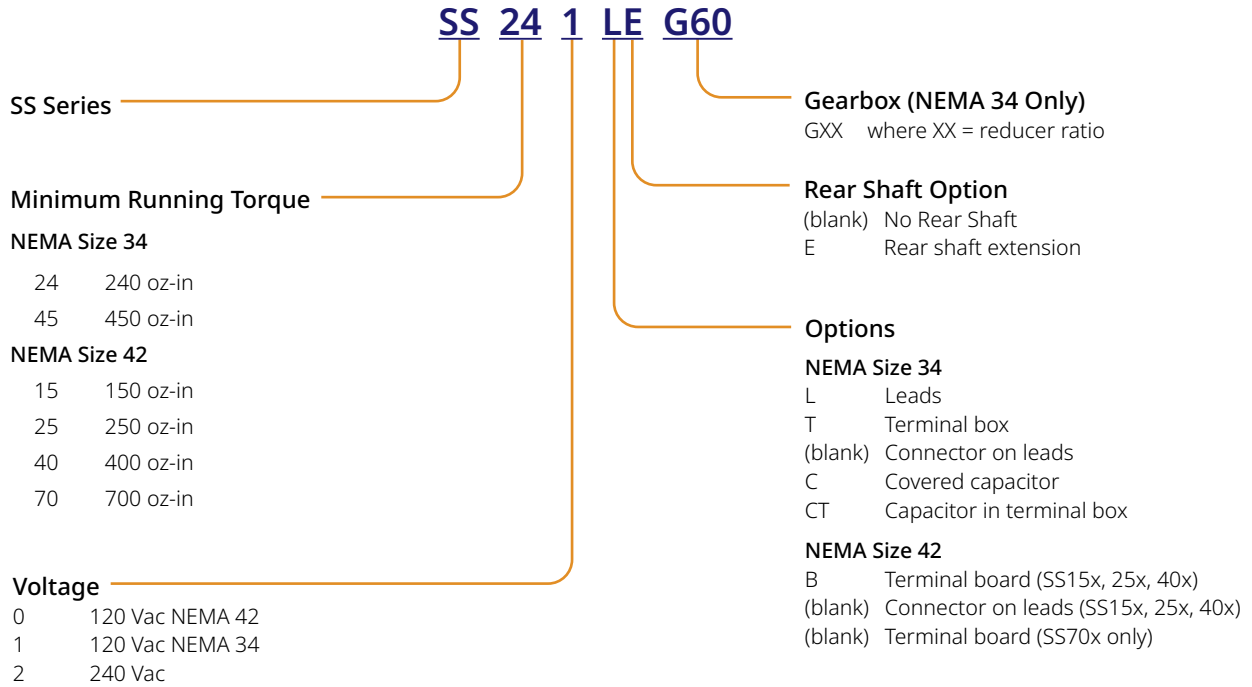 SS 24 1 LE G60
SS Series
Minimum Running Torque
NEMA Size 34
24 240 oz-in
45 450 oz-in
NEMA Size 42
15 150 oz-in
25 250 oz-in
40 400 oz-in
70 700 oz-in
Voltage
0 120 Vac NEMA 42
1 120 Vac NEMA 34
2 240 Vac
Gearbox (NEMA 34 Only)
GXX where XX = reducer ratio
Rear Shaft Option
(blank) No Rear Shaft
E Rear shaft extension
Options
NEMA Size 34
L Leads
T Terminal box
(blank) Connector on leads
C Covered capacitor
CT Capacitor in terminal box
NEMA Size 42
B Terminal board (SS15x, 25x, 40x)
(blank) Connector on leads (SS15x, 25x, 40x)
(blank) Terminal board (SS70x only)